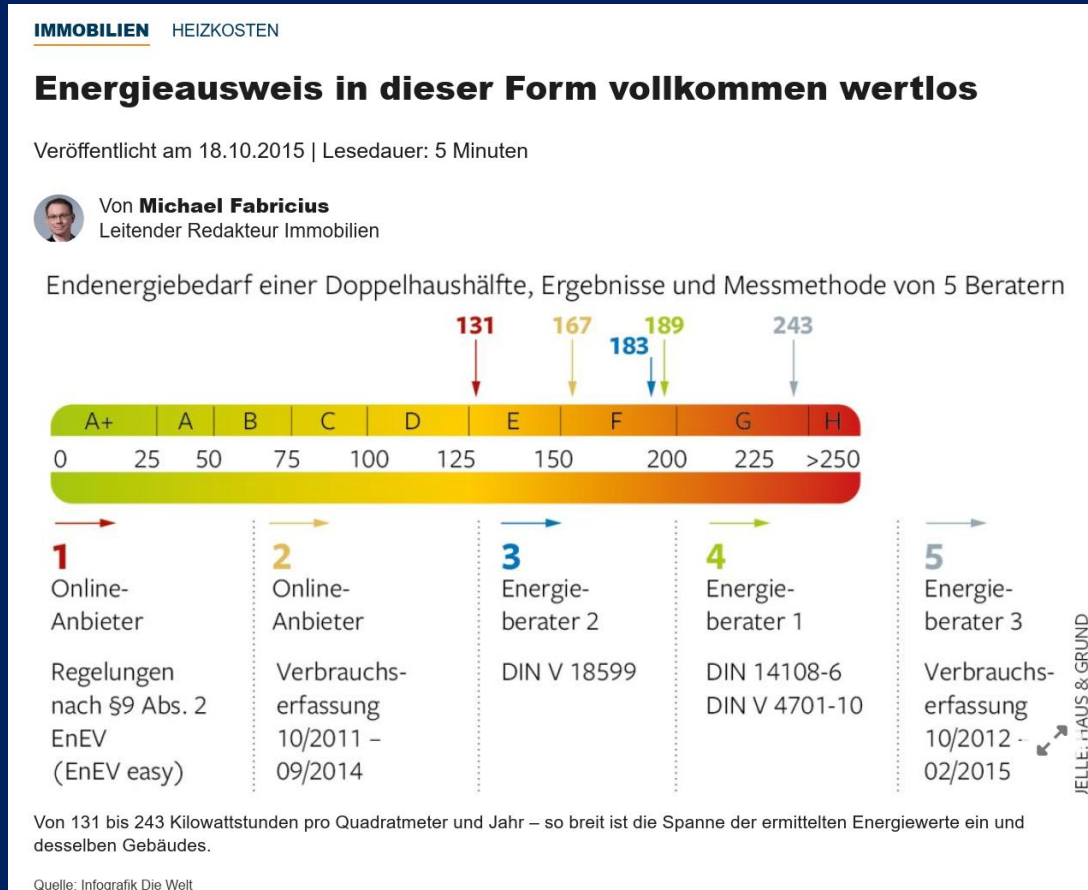 IMMOBILIEN HEIZKOSTEN
Energieausweis in dieser Form vollkommen wertlos
Veröffentlicht am 18.10.2015 | Lesedauer: 5 Minuten
Von Michael Fabricius
Leitender Redakteur Immobilien
Endenergiebedarf einer Doppelhaushälfte, Ergebnisse und Messmethode von 5 Beratern
131 167 189 243
183
A+ A B C D E F G H
0 25 50 75 100 125 150 200 225 >250
1
Online-
Anbieter
Regelungen
nach §9 Abs. 2
EnEV
(EnEV easy)
2
Online-
Anbieter
Verbrauchs-
erfassung
10/2011 –
09/2014
3
Energie-
berater 2
DIN V 18599
4
Energie-
berater 1
DIN 14108-6
DIN V 4701-10
5
Energie-
berater 3
Verbrauchs-
erfassung
10/2012 -
02/2015
HAUS & GRUND
Von 131 bis 243 Kilowattstunden pro Quadratmeter und Jahr – so breit ist die Spanne der ermittelten Energiewerte ein und
desselben Gebäudes.
Quelle: Infografik Die Welt